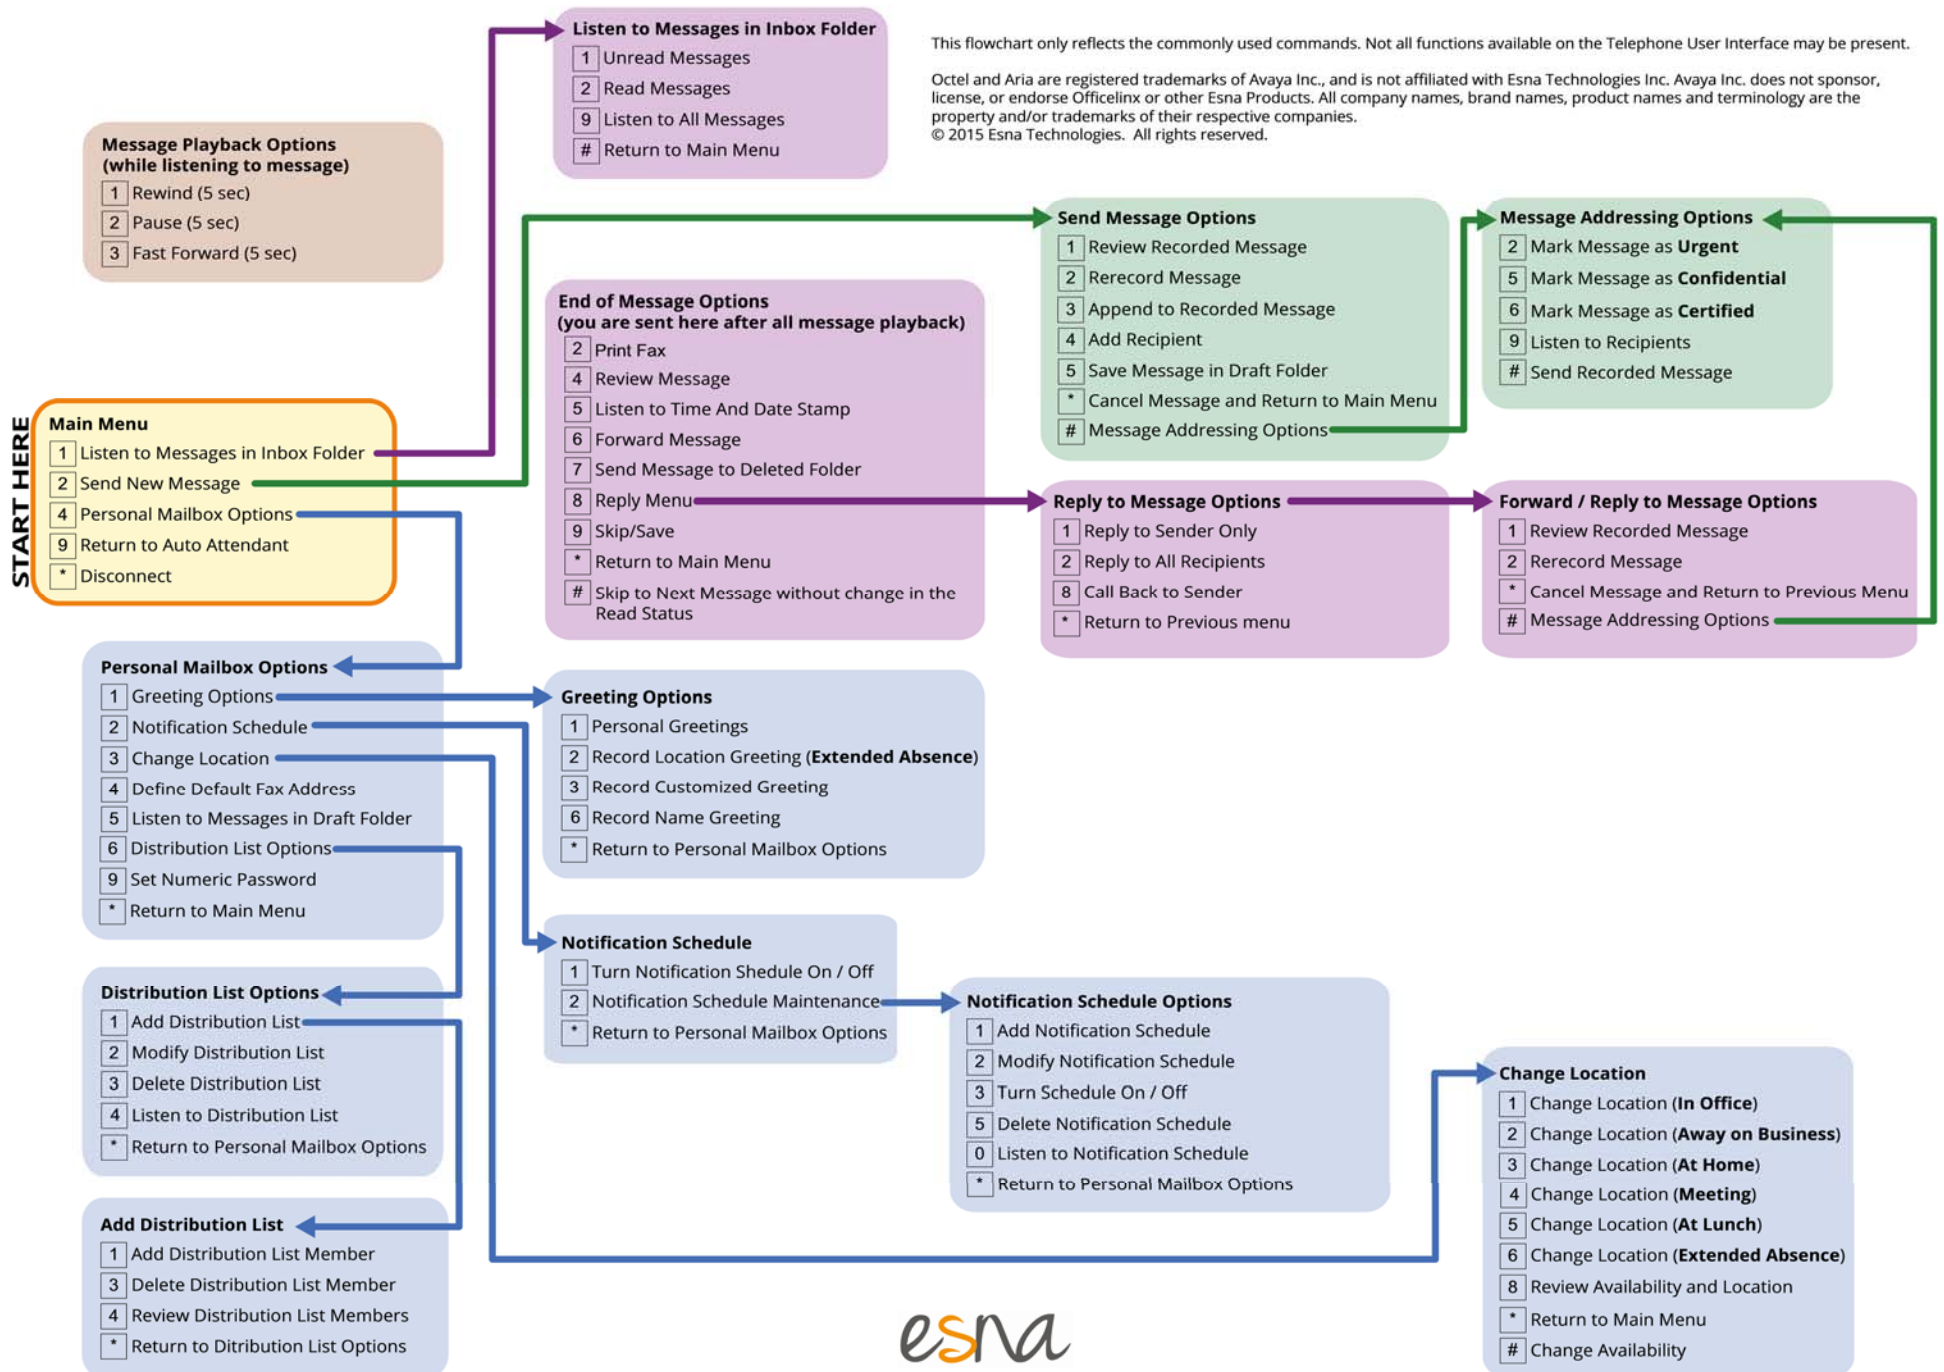 Listen to Messages in Inbox Folder
1 Unread Messages
2 Read Messages
9 Listen to All Messages
# Return to Main Menu
This flowchart only reflects the commonly used commands. Not all functions available on the Telephone User Interface may be present.
Octel and Aria are registered trademarks of Avaya Inc., and is not affiliated with Esna Technologies Inc. Avaya Inc. does not sponsor,
license, or endorse Officelinx or other Esna Products. All company names, brand names, product names and terminology are the
property and/or trademarks of their respective companies.
© 2015 Esna Technologies. All rights reserved.
Message Playback Options
(while listening to message)
1 Rewind (5 sec)
2 Pause (5 sec)
3 Fast Forward (5 sec)
Send Message Options
1 Review Recorded Message
2 Rerecord Message
3 Append to Recorded Message
4 Add Recipient
5 Save Message in Draft Folder
* Cancel Message and Return to Main Menu
# Message Addressing Options
Message Addressing Options
2 Mark Message as Urgent
5 Mark Message as Confidential
6 Mark Message as Certified
9 Listen to Recipients
# Send Recorded Message
End of Message Options
(you are sent here after all message playback)
2 Print Fax
4 Review Message
5 Listen to Time And Date Stamp
6 Forward Message
7 Send Message to Deleted Folder
8 Reply Menu
9 Skip/Save
* Return to Main Menu
# Skip to Next Message without change in the
Read Status
START HERE
Main Menu
1 Listen to Messages in Inbox Folder
2 Send New Message
4 Personal Mailbox Options
9 Return to Auto Attendant
* Disconnect
Reply to Message Options
1 Reply to Sender Only
2 Reply to All Recipients
8 Call Back to Sender
* Return to Previous menu
Forward / Reply to Message Options
1 Review Recorded Message
2 Rerecord Message
* Cancel Message and Return to Previous Menu
# Message Addressing Options
Personal Mailbox Options
1 Greeting Options
2 Notification Schedule
3 Change Location
4 Define Default Fax Address
5 Listen to Messages in Draft Folder
6 Distribution List Options
9 Set Numeric Password
* Return to Main Menu
Greeting Options
1 Personal Greetings
2 Record Location Greeting (Extended Absence)
3 Record Customized Greeting
6 Record Name Greeting
* Return to Personal Mailbox Options
Notification Schedule
1 Turn Notification Shedule On / Off
2 Notification Schedule Maintenance
* Return to Personal Mailbox Options
Distribution List Options
1 Add Distribution List
2 Modify Distribution List
3 Delete Distribution List
4 Listen to Distribution List
* Return to Personal Mailbox Options
Notification Schedule Options
1 Add Notification Schedule
2 Modify Notification Schedule
3 Turn Schedule On / Off
5 Delete Notification Schedule
0 Listen to Notification Schedule
* Return to Personal Mailbox Options
Change Location
1 Change Location (In Office)
2 Change Location (Away on Business)
3 Change Location (At Home)
4 Change Location (Meeting)
5 Change Location (At Lunch)
6 Change Location (Extended Absence)
8 Review Availability and Location
* Return to Main Menu
# Change Availability
Add Distribution List
1 Add Distribution List Member
3 Delete Distribution List Member
4 Review Distribution List Members
* Return to Ditribution List Options
esna